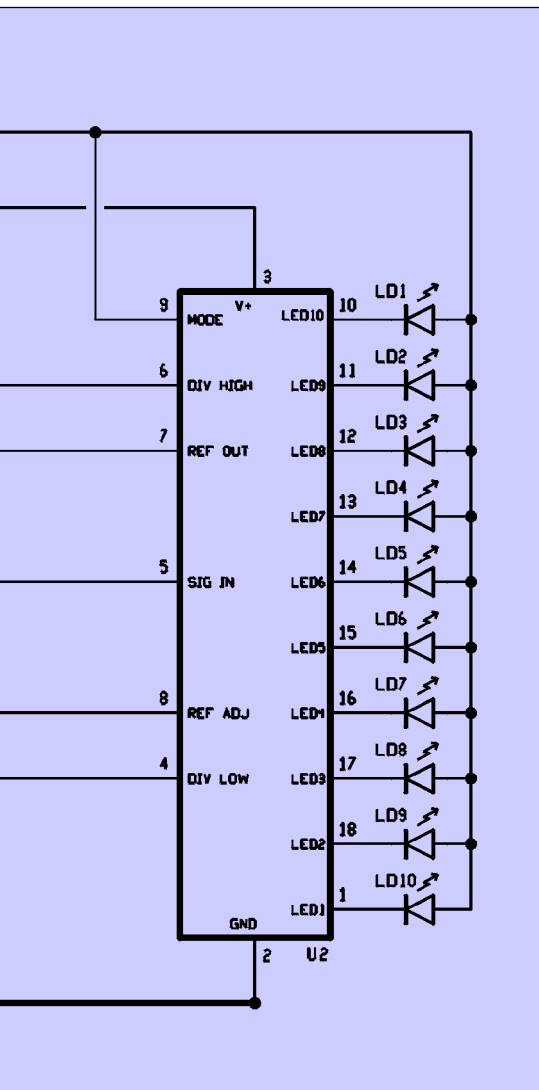 3
9 V+ 10 LD1
MODE LED10
6 11 LD2
DIV HIGH LED9
7 12 LD3
REF OUT LED8
13 LD4
LED7
5 14 LD5
SIG IN LED6
15 LD6
LED5
8 16 LD7
REF ADJ LED4
4 17 LD8
DIV LOW LED3
18 LD9
LED2
1 LD10
LED1
GND
2 U2